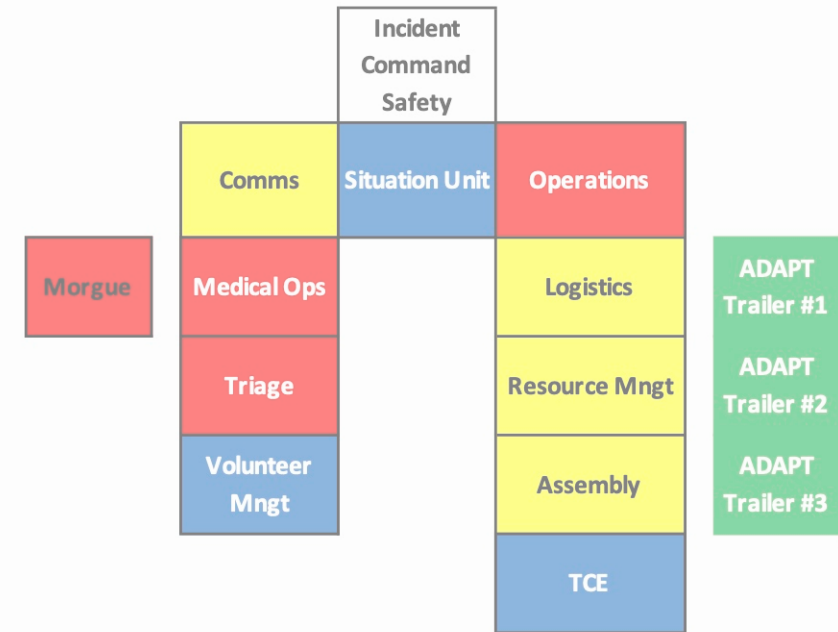 Incident
Command
Safety
Comms
Situation Unit
Operations
Morgue
Medical Ops
Logistics
ADAPT
Trailer #1
Triage
Resource Mngt
ADAPT
Trailer #2
Volunteer
Mngt
Assembly
ADAPT
Trailer #3
TCE